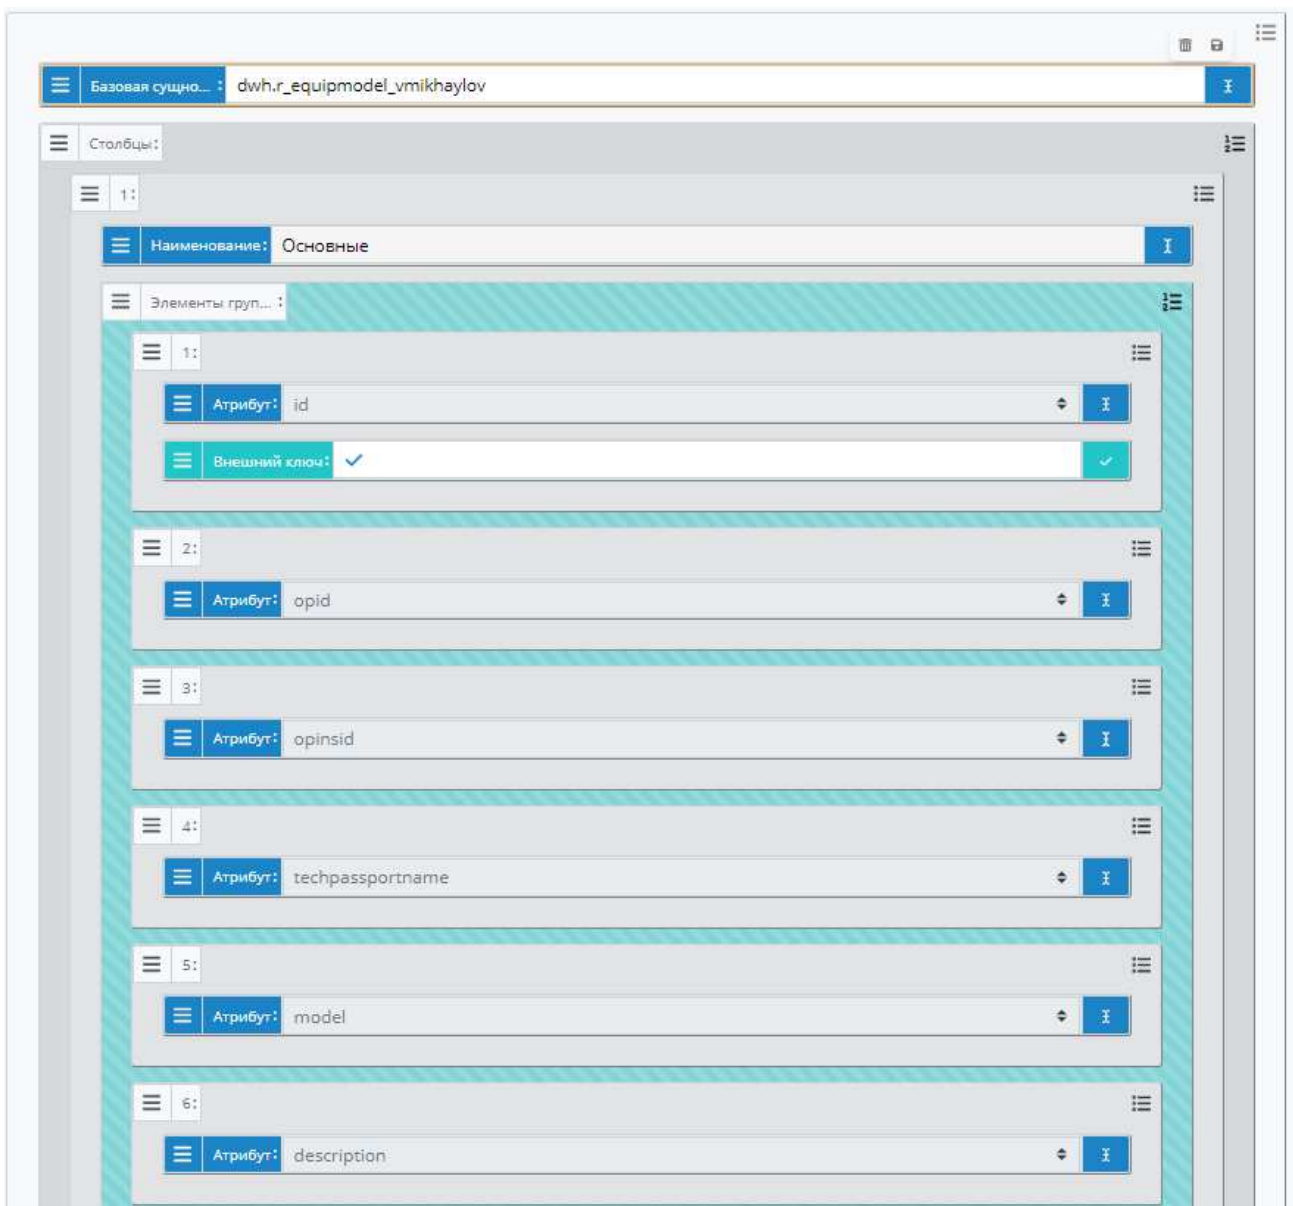 Базовая сущно... : dwh.r_equipmodel_vmikhaylov
Столбцы:
1:
Наименование: Основные
Элементы груп... :
1:
Атрибут: id
Внешний ключ:
2:
Атрибут: opid
3:
Атрибут: opinsid
4:
Атрибут: techpassportname
5:
Атрибут: model
6:
Атрибут: description